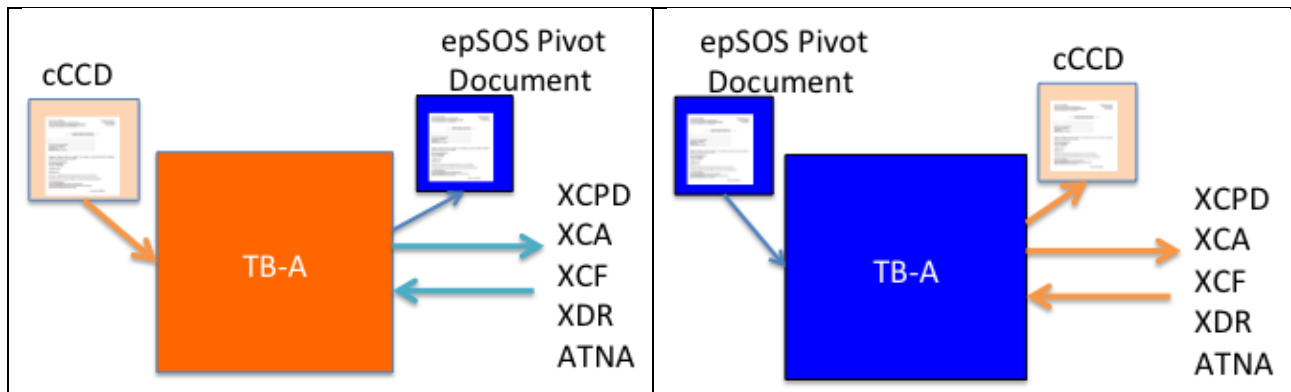 cCCD
epSOS Pivot
Document
TB-A
XCPD
XCA
XCF
XDR
ATNA
epSOS Pivot
Document
cCCD
TB-A
XCPD
XCA
XCF
XDR
ATNA